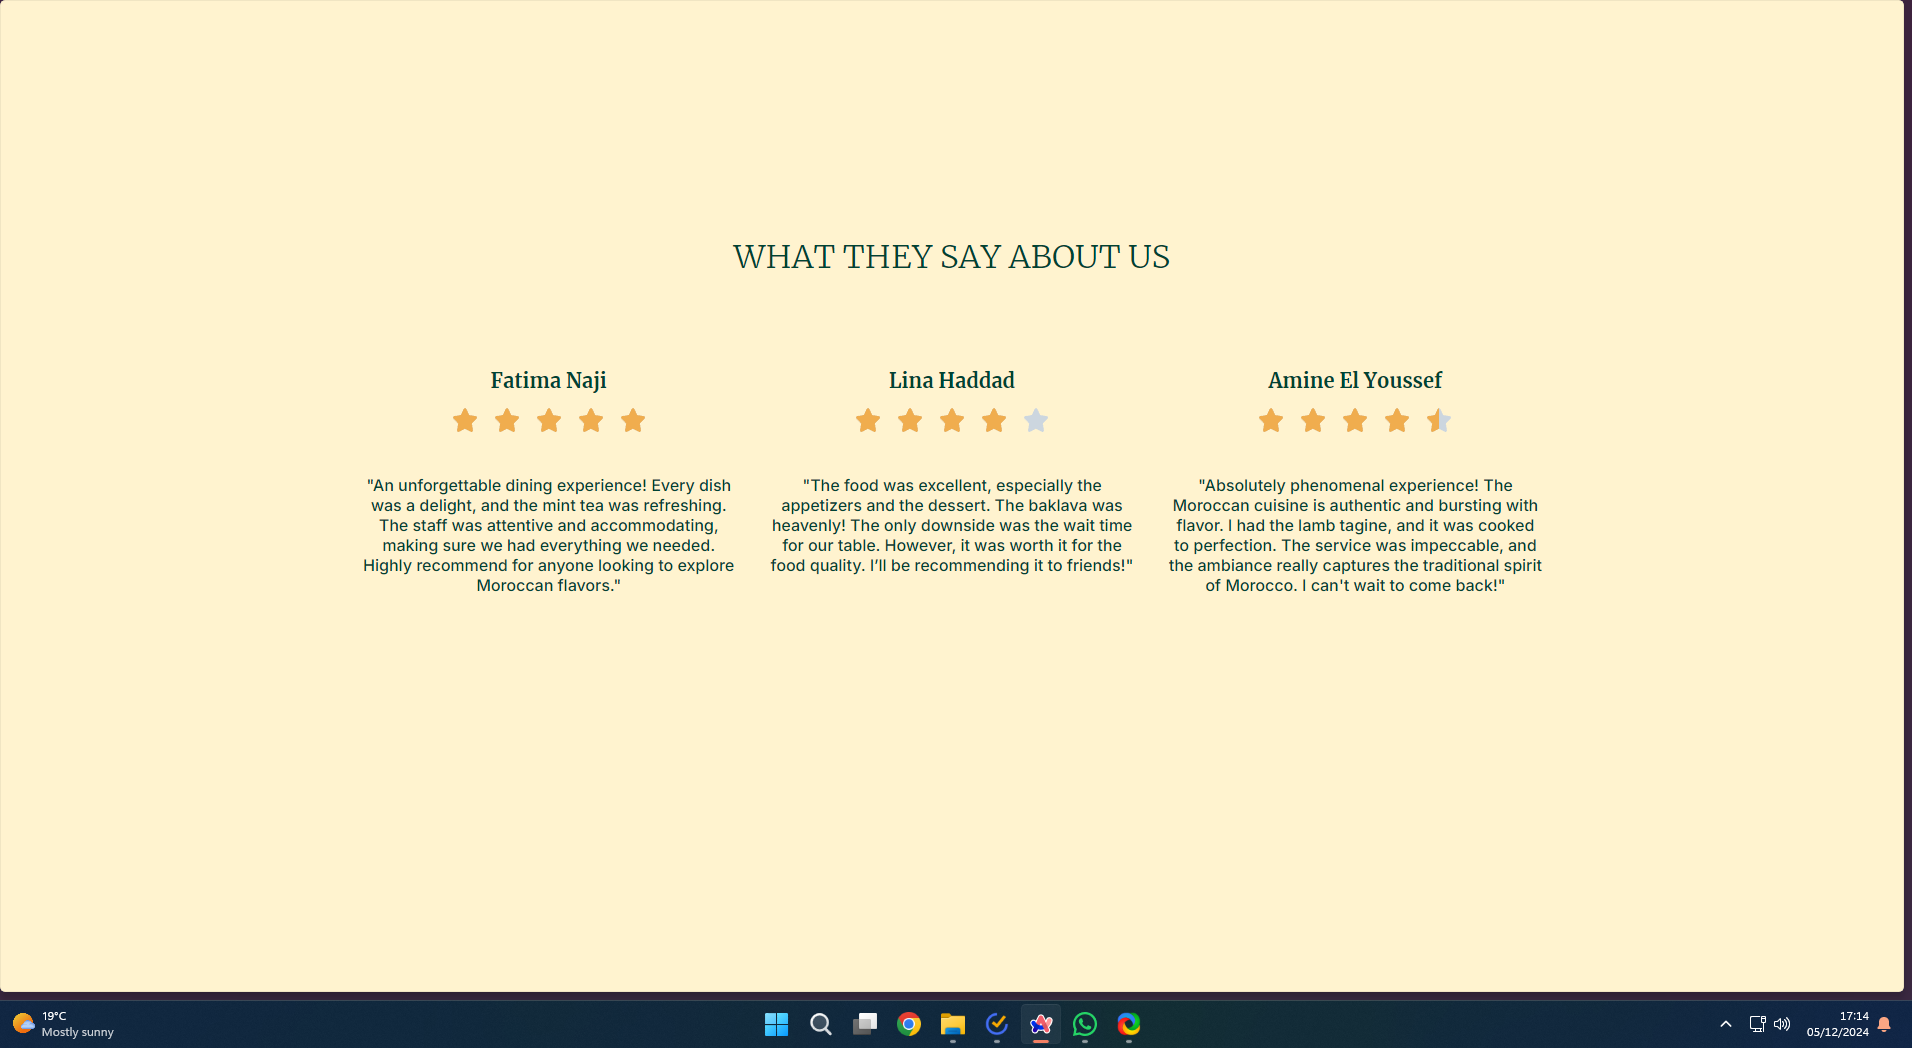 WHAT THEY SAY ABOUT US
Fatima Naji
"An unforgettable dining experience! Every dish
was a delight, and the mint tea was refreshing.
The staff was attentive and accommodating,
making sure we had everything we needed.
Highly recommend for anyone looking to explore
Moroccan flavors."
Lina Haddad
"The food was excellent, especially the
appetizers and the dessert. The baklava was
heavenly! The only downside was the wait time
for our table. However, it was worth it for the
food quality. I’ll be recommending it to friends!"
Amine El Youssef
"Absolutely phenomenal experience! The
Moroccan cuisine is authentic and bursting with
flavor. I had the lamb tagine, and it was cooked
to perfection. The service was impeccable, and
the ambiance really captures the traditional spirit
of Morocco. I can't wait to come back!"
19°C
Mostly sunny
17:14
05/12/2024